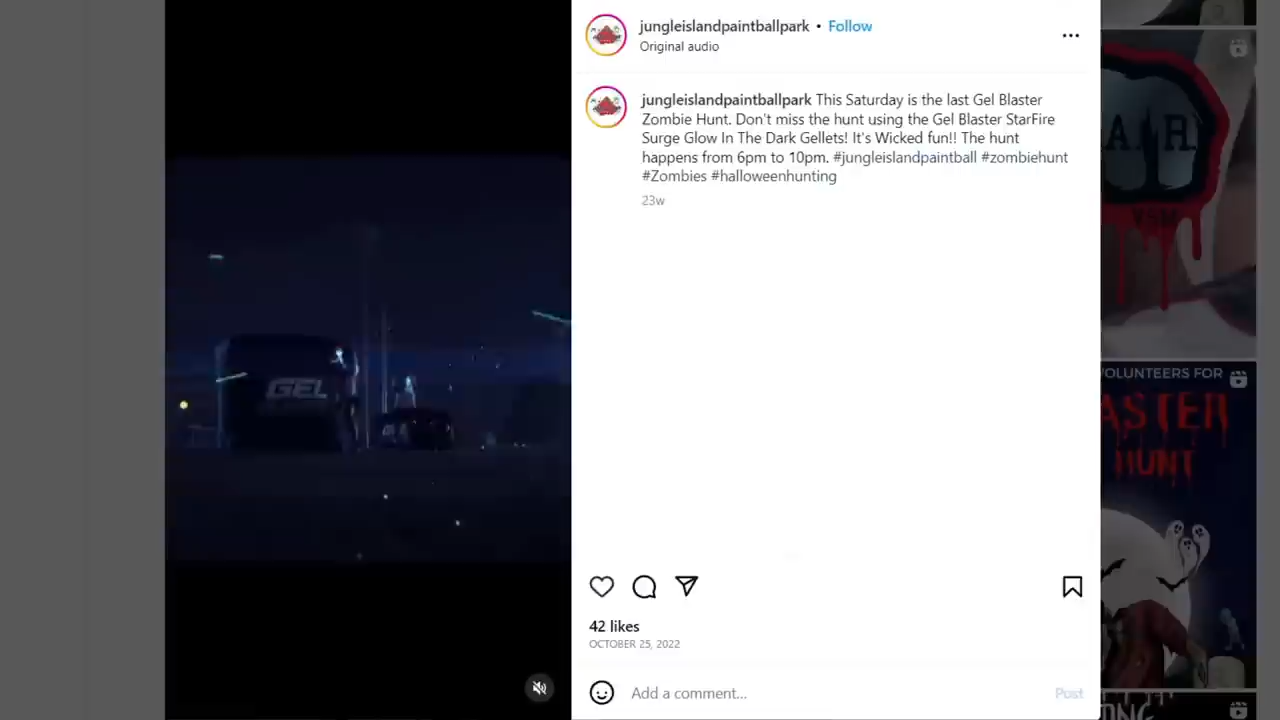 jungleislandpaintballpark • Follow
Original audio
jungleislandpaintballpark This Saturday is the last Gel Blaster
Zombie Hunt. Don't miss the hunt using the Gel Blaster StarFire
Surge Glow In The Dark Gellets! It's Wicked fun!! The hunt
happens from 6pm to 10pm. #jungleislandpaintball #zombiehunt
#Zombies #halloweenhunting
23w
GEL
42 likes
OCTOBER 25, 2022
Add a comment...
Post
VOLUNTEERS FOR
ASTER
HUNT